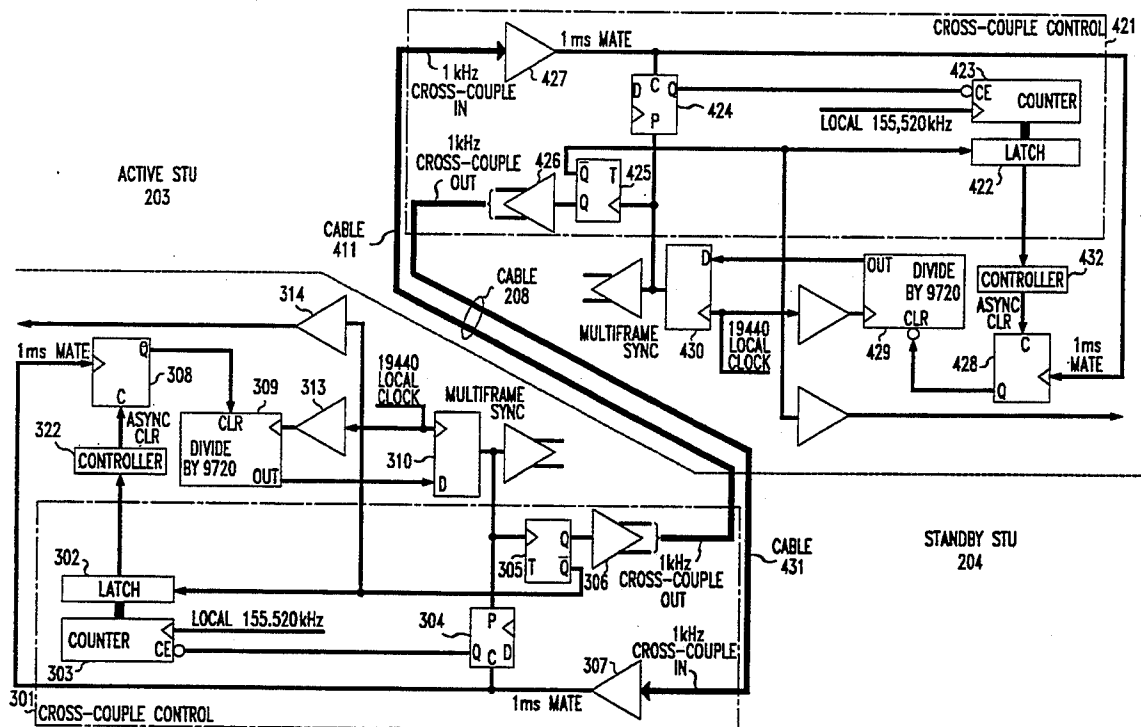 1ms MATE
CROSS-COUPLE CONTROL
421
427
1kHz
CROSS-COUPLE
IN
D
C
Q
P
424
423
CE
COUNTER
LOCAL 155,520kHz
LATCH
422
1kHz
CROSS-COUPLE
OUT
426
Q
T
425
Q
ACTIVE STU
203
CABLE
411
CABLE
208
D
430
MULTIFRAME
SYNC
OUT
DIVIDE
BY 9720
CLR
429
19440
LOCAL
CLOCK
CONTROLLER
432
ASYNC
CLR
C
428
Q
1ms
MATE
314
1ms MATE
Q
308
C
ASYNC
CLR
309
313
19440
LOCAL
CLOCK
MULTIFRAME
SYNC
322
CONTROLLER
CLR
DIVIDE
BY 9720
OUT
310
D
302
LATCH
305
T
Q
Q
306
1kHz
CROSS-COUPLE
OUT
CABLE
431
STANDBY STU
204
COUNTER
CE
303
LOCAL 155.520kHz
304
P
Q
D
C
307
1kHz
CROSS-COUPLE
IN
1ms MATE
301
CROSS-COUPLE CONTROL